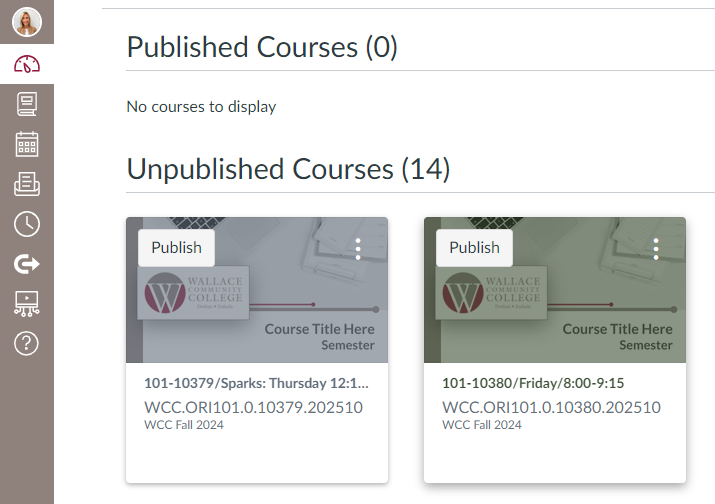 Published Courses (0)
No courses to display
Unpublished Courses (14)
Publish
WALLACE
COMMUNITY
COLLEGE
Course Title Here
Semester
101-10379/Sparks: Thursday 12:1...
WCC.ORI101.0.10379.202510
WCC Fall 2024
Publish
WALLACE
COMMUNITY
COLLEGE
Course Title Here
Semester
101-10380/Friday/8:00-9:15
WCC.ORI101.0.10380.202510
WCC Fall 2024